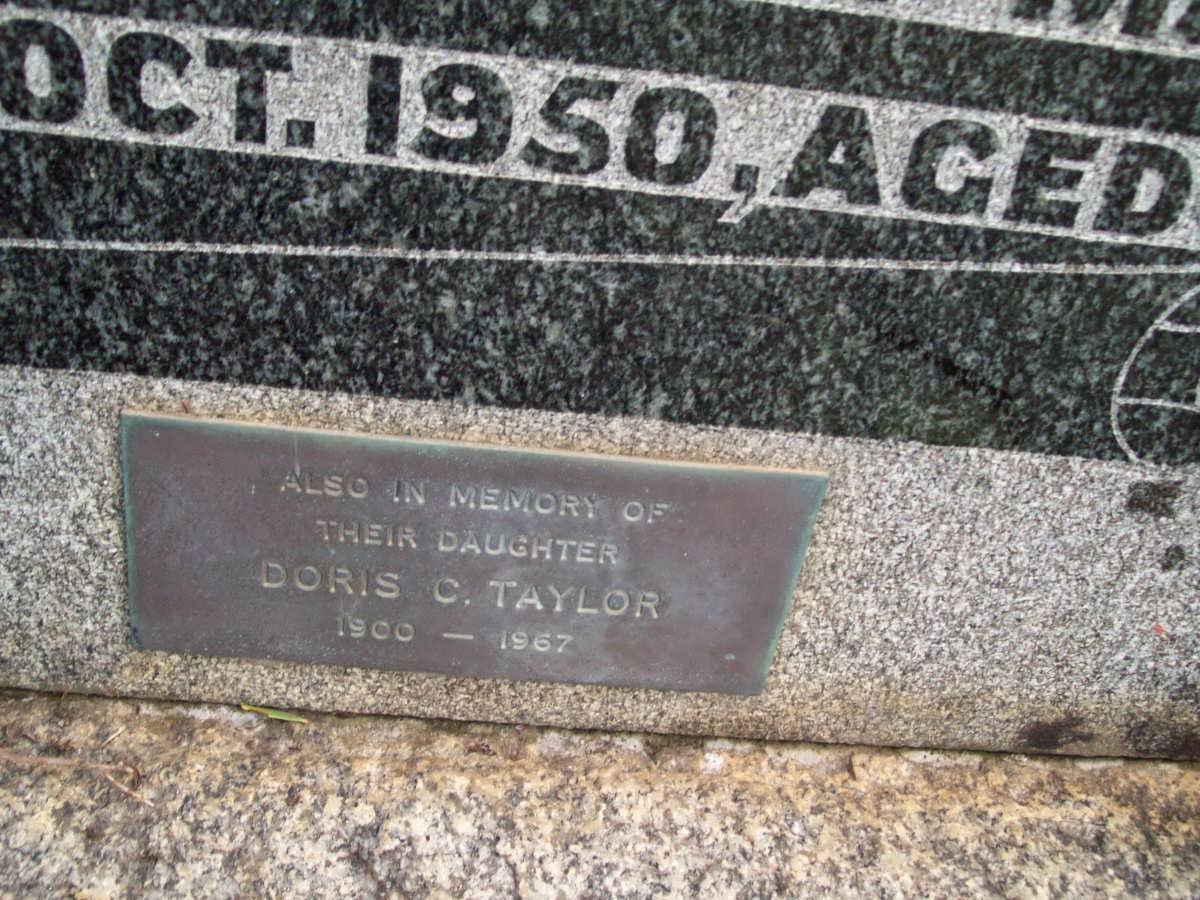 OCT. 1950, AGED
ALSO IN MEMORY OF
THEIR DAUGHTER
DORIS C. TAYLOR
1900 — 1967